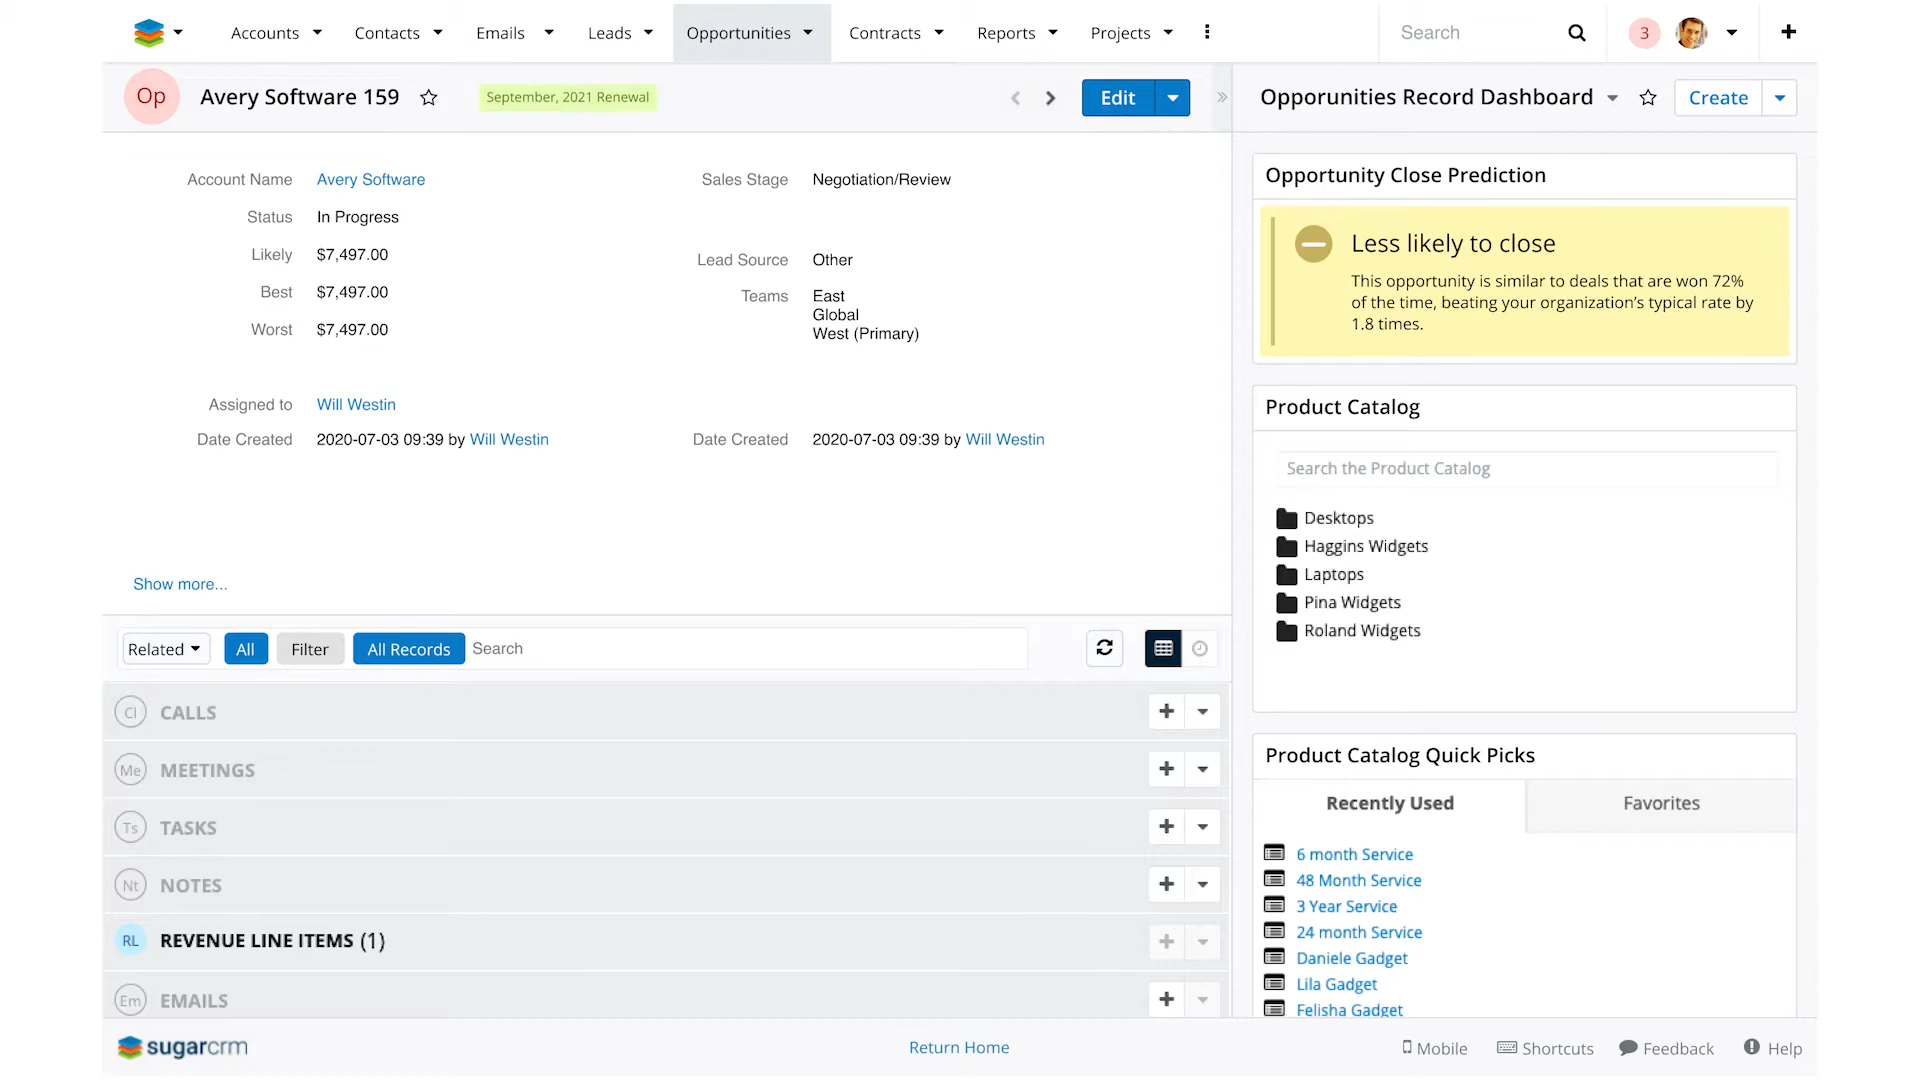 Accounts Contacts Emails Leads Opportunities Contracts Reports Projects Search 3
Op Avery Software 159 September, 2021 Renewal Edit
Opporunities Record Dashboard Create
Account Name Avery Software
Status In Progress
Likely $7,497.00
Best $7,497.00
Worst $7,497.00
Assigned to Will Westin
Date Created 2020-07-03 09:39 by Will Westin
Sales Stage Negotiation/Review
Lead Source Other
Teams East
Global
West (Primary)
Date Created 2020-07-03 09:39 by Will Westin
Show more...
Related All Filter All Records Search
Cl CALLS
Me MEETINGS
Ts TASKS
Nt NOTES
RL REVENUE LINE ITEMS (1)
Em EMAILS
Opportunity Close Prediction
Less likely to close
This opportunity is similar to deals that are won 72%
of the time, beating your organization’s typical rate by
1.8 times.
Product Catalog
Search the Product Catalog
Desktops
Haggins Widgets
Laptops
Pina Widgets
Roland Widgets
Product Catalog Quick Picks
Recently Used Favorites
6 month Service
48 Month Service
3 Year Service
24 month Service
Daniele Gadget
Lila Gadget
Felisha Gadget
sugarcrm Return Home Mobile Shortcuts Feedback Help